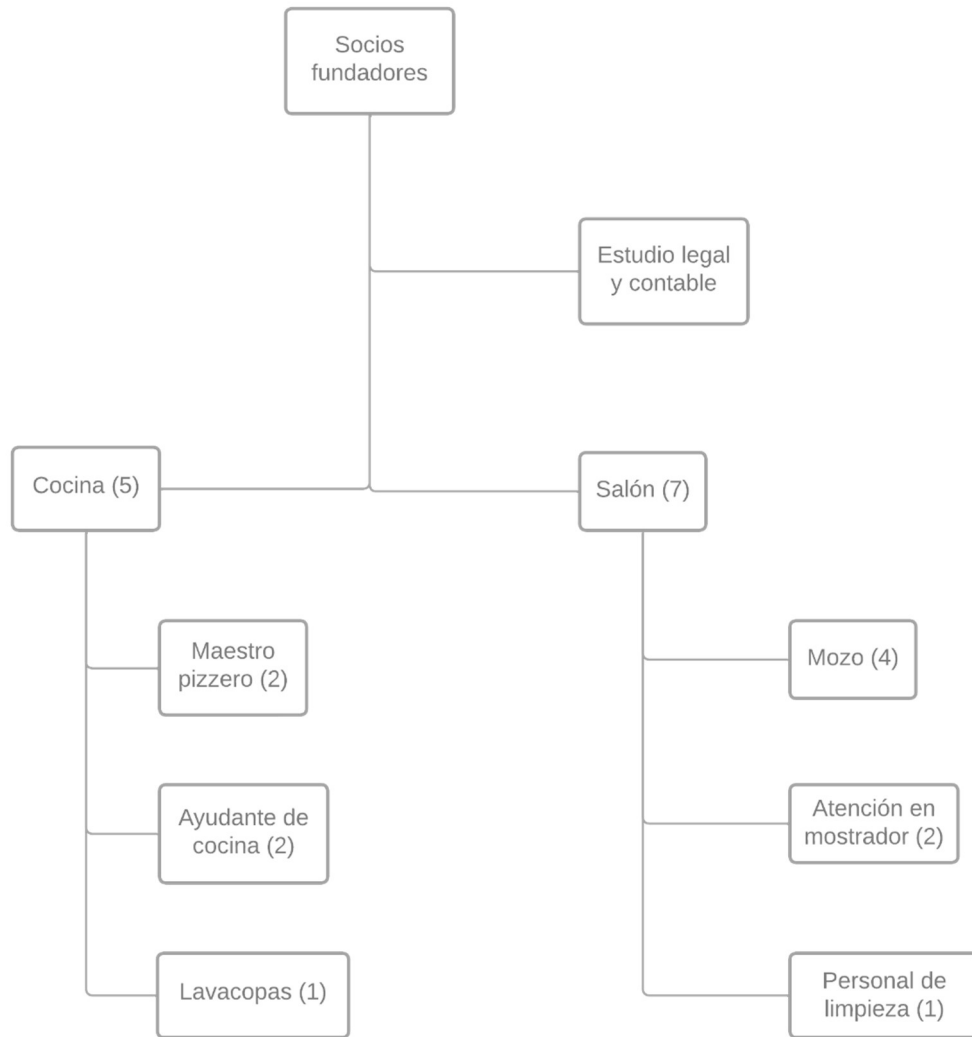 Socios
fundadores
Estudio legal
y contable
Cocina (5)
Salón (7)
Maestro
pizzero (2)
Mozo (4)
Ayudante de
cocina (2)
Atención en
mostrador (2)
Lavacopas (1)
Personal de
limpieza (1)